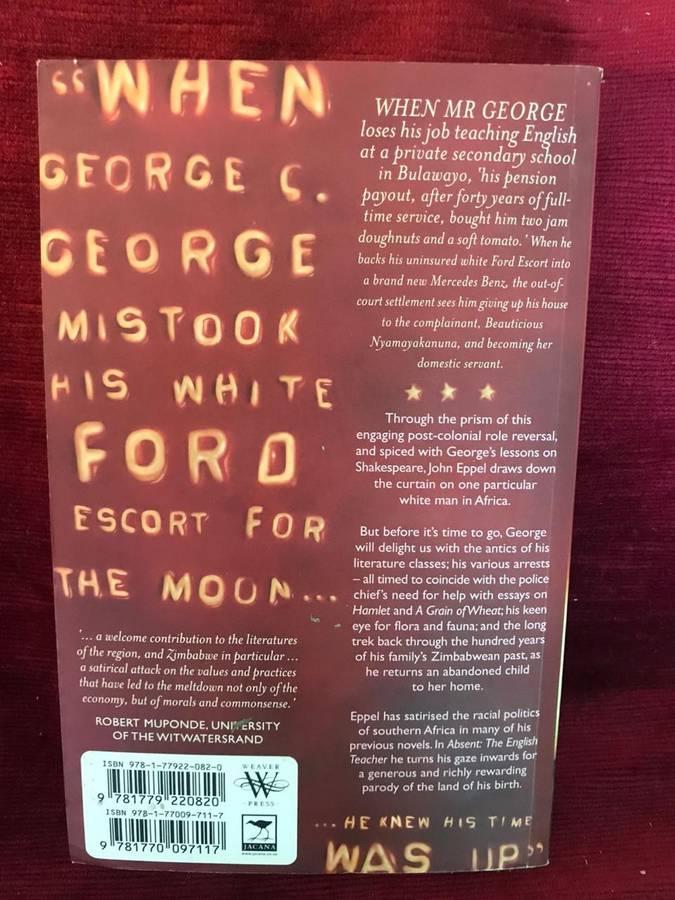 “WHEN
GEORGE C.
GEORGE
MISTOOK
HIS WHITE
FORD
ESCORT FOR
THE MOON...
... HE KNEW HIS TIME
WAS UP”
WHEN MR GEORGE
loses his job teaching English
at a private secondary school
in Bulawayo, 'his pension
payout, after forty years of full-
time service, bought him two jam
doughnuts and a soft tomato.' When he
backs his uninsured white Ford Escort into
a brand new Mercedes Benz, the out-of-
court settlement sees him giving up his house
to the complainant, Beauticious
Nyamayakanuna, and becoming her
domestic servant.
Through the prism of this
engaging post-colonial role reversal,
and spiced with George's lessons on
Shakespeare, John Eppel draws down
the curtain on one particular
white man in Africa.
But before it's time to go, George
will delight us with the antics of his
literature classes; his various arrests
– all timed to coincide with the police
chief's need for help with essays on
Hamlet and A Grain of Wheat; his keen
eye for flora and fauna; and the long
trek back through the hundred years
of his family's Zimbabwean past, as
he returns an abandoned child
to her home.
Eppel has satirised the racial politics
of southern Africa in many of his
previous novels. In Absent: The English
Teacher he turns his gaze inwards for
a generous and richly rewarding
parody of the land of his birth.
'... a welcome contribution to the literatures
of the region, and Zimbabwe in particular ...
a satirical attack on the values and practices
that have led to the meltdown not only of the
economy, but of morals and commonsense.'
ROBERT MUPONDE, UNIVERSITY
OF THE WITWATERSRAND
ISBN 978-1-77922-082-0
9 781779 220820
ISBN 978-1-77009-711-7
9 781770 097117
WEAVER
W
PRESS
JACANA
www.jacana.co.za